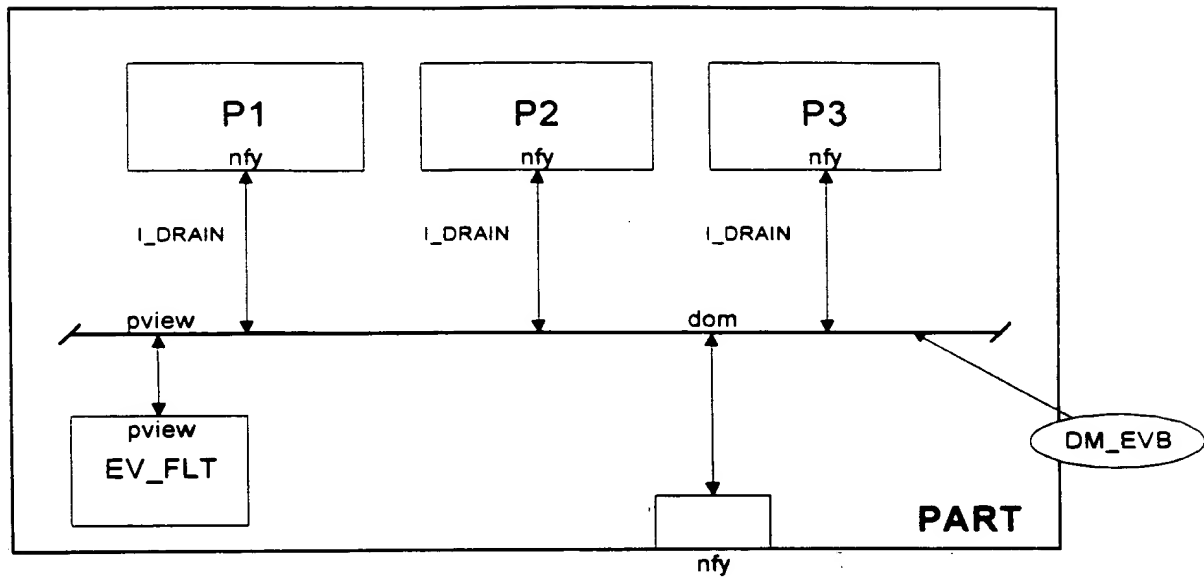 P1
nfy
P2
nfy
P3
nfy
I_DRAIN
I_DRAIN
I_DRAIN
pview
dom
pview
EV_FLT
DM_EVB
PART
nfy